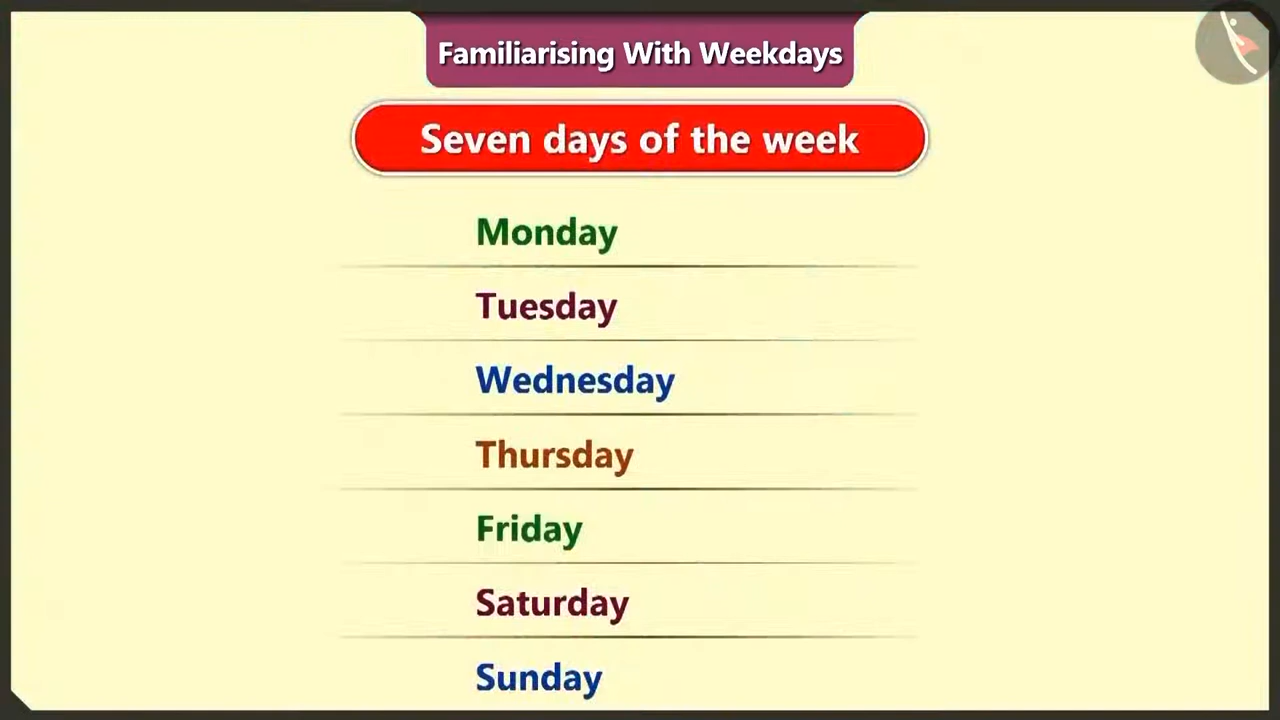 Familiarising With Weekdays
Seven days of the week
Monday
Tuesday
Wednesday
Thursday
Friday
Saturday
Sunday